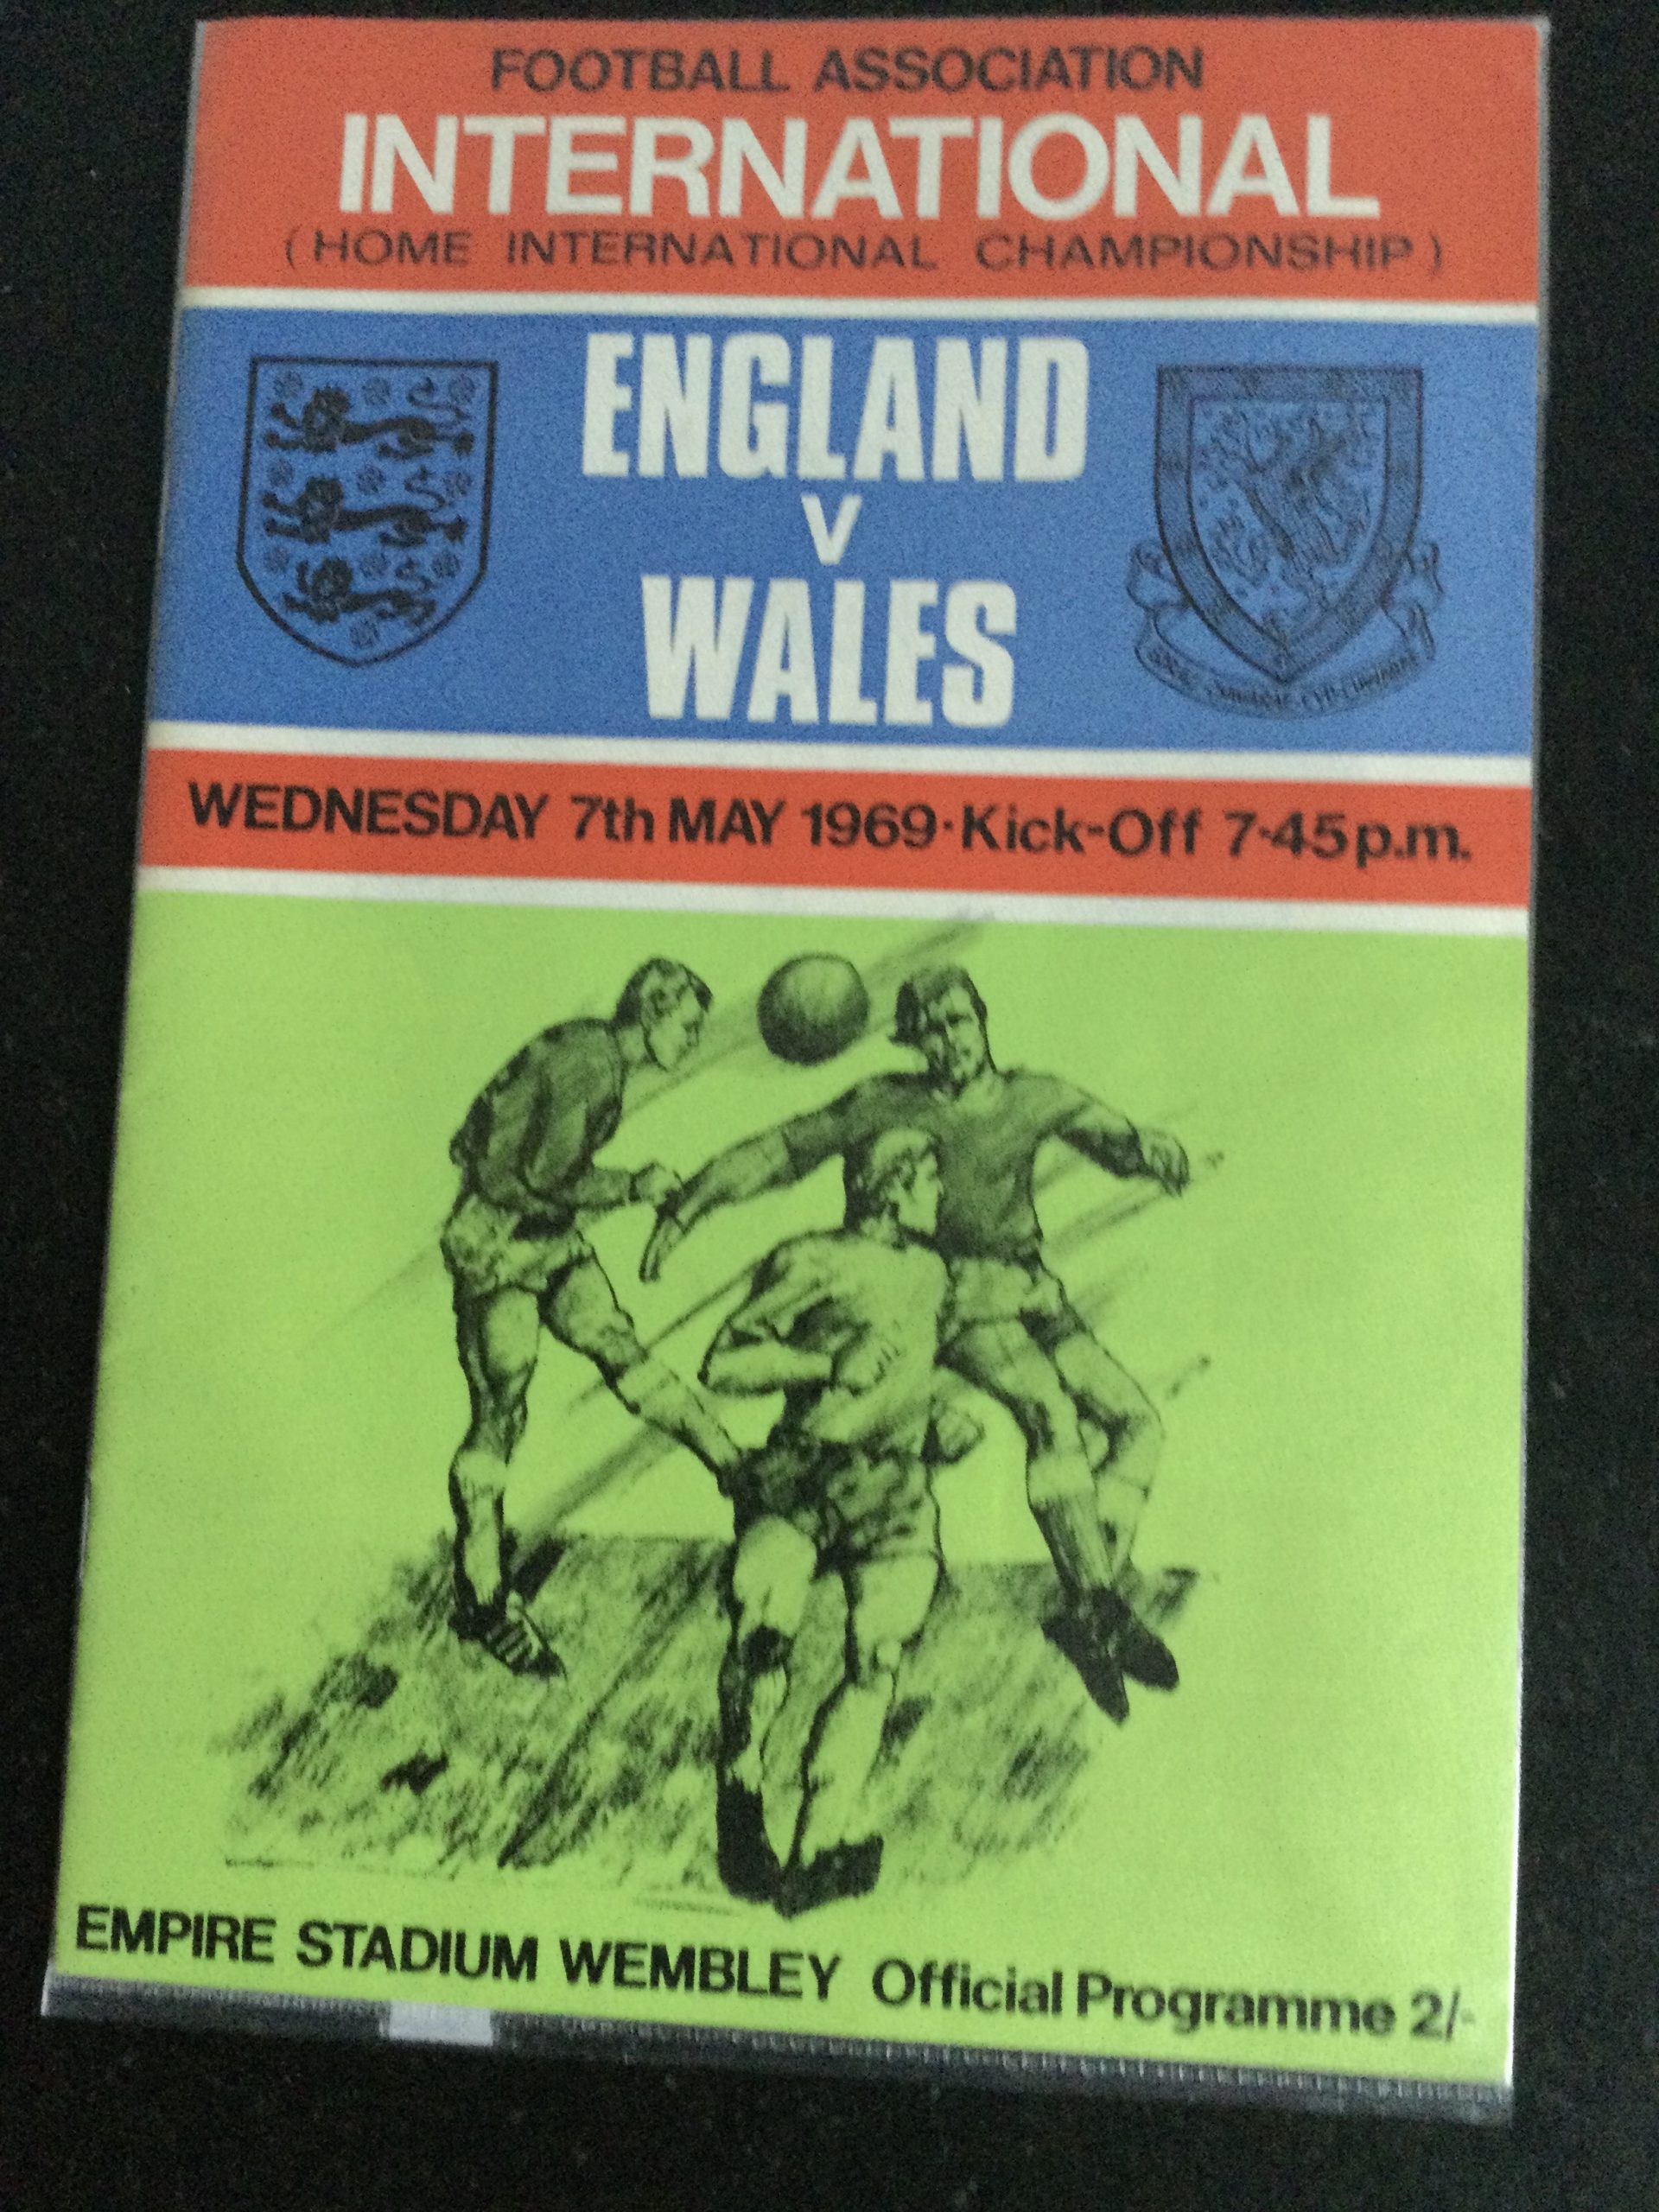 FOOTBALL ASSOCIATION
INTERNATIONAL
( HOME INTERNATIONAL CHAMPIONSHIP )
ENGLAND
V
WALES
WEDNESDAY 7th MAY 1969·Kick-Off 7·45p.m.
EMPIRE STADIUM WEMBLEY Official Programme 2/-